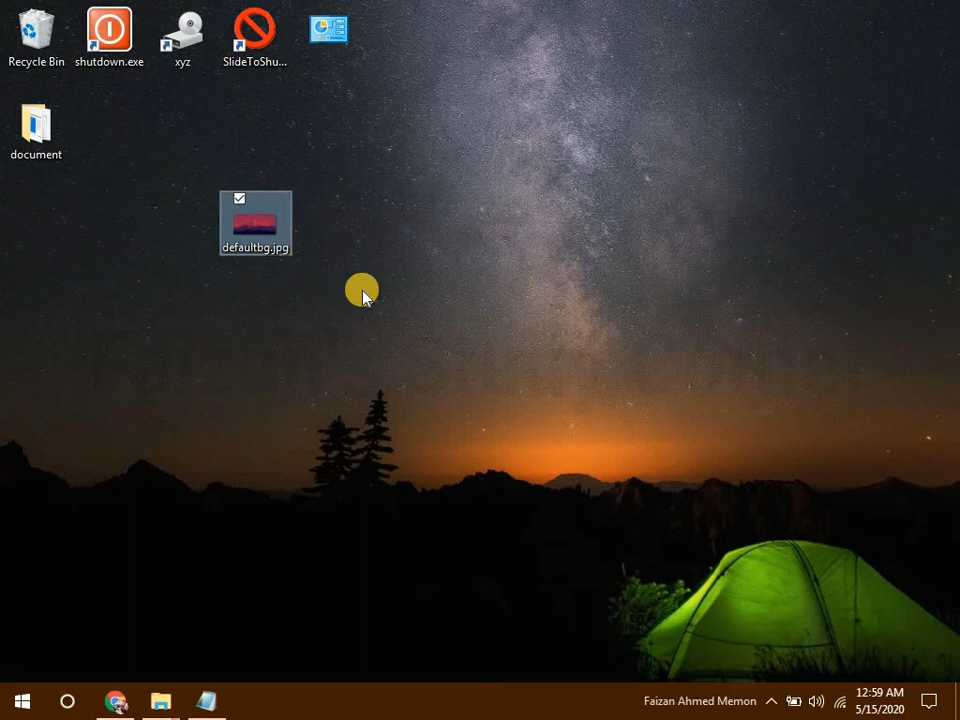 Recycle Bin
shutdown.exe
xyz
SlideToShu...
document
defaultbg.jpg
Faizan Ahmed Memon
12:59 AM
5/15/2020